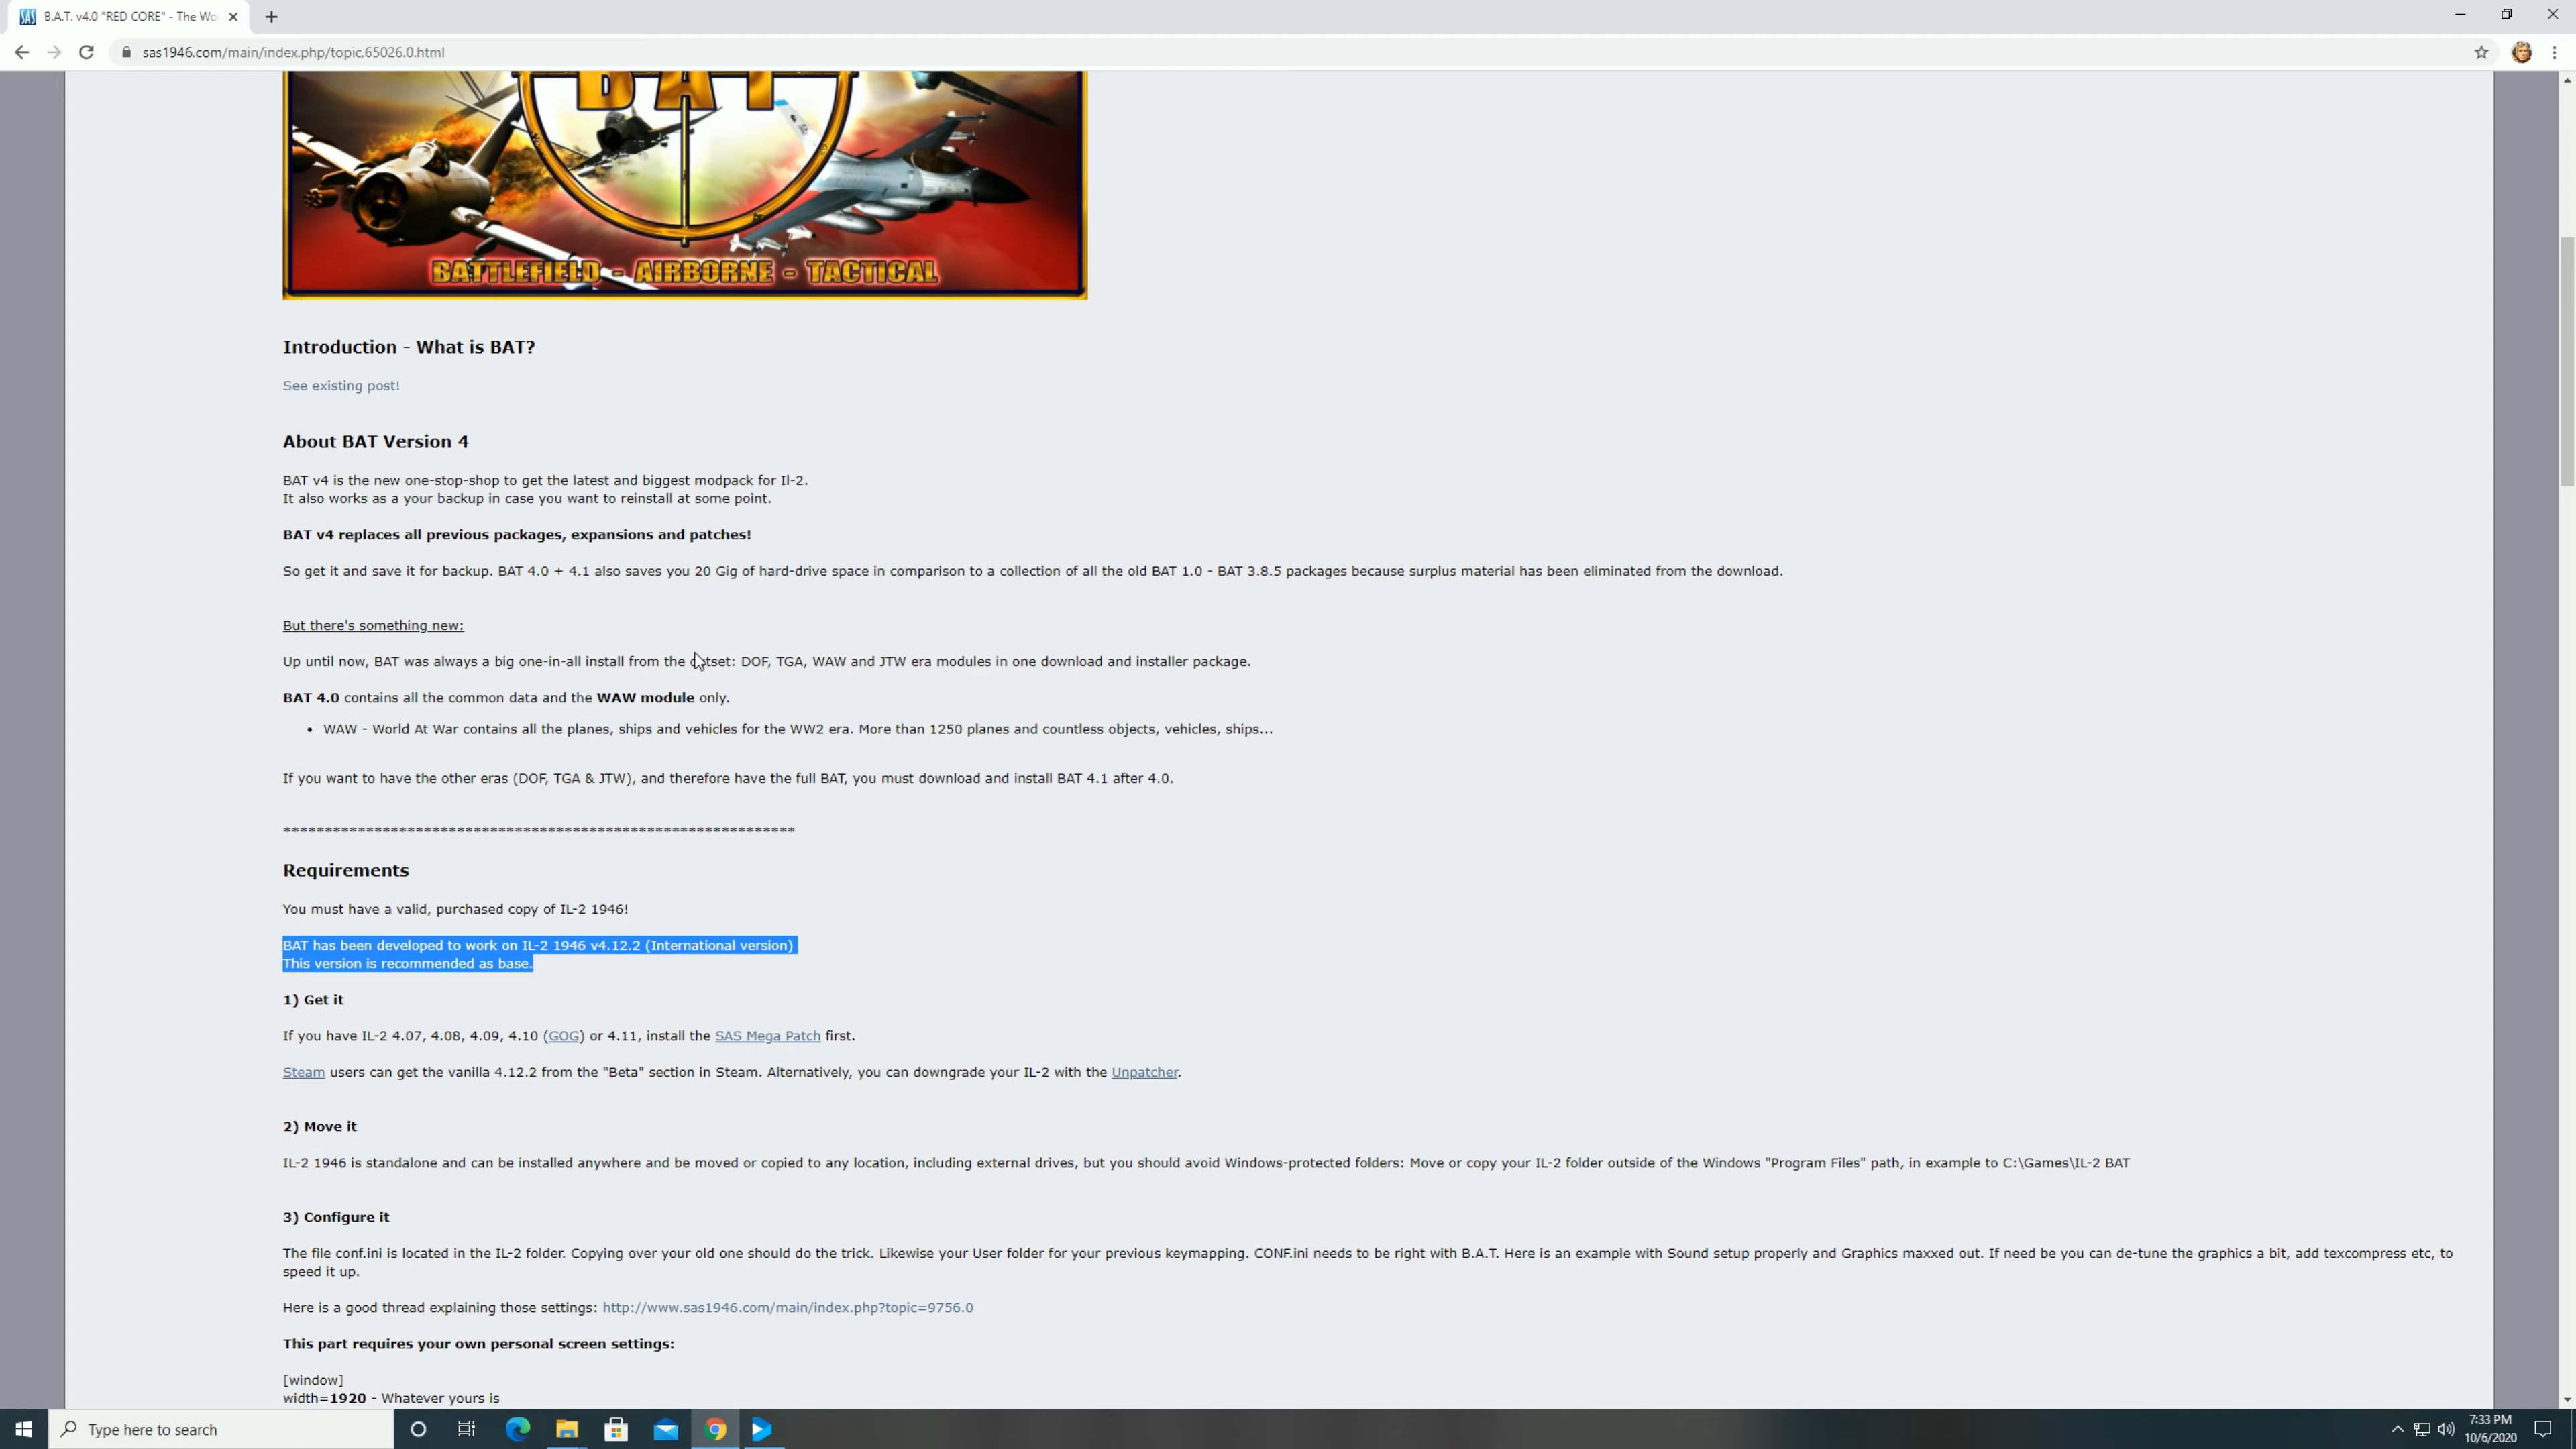 B.A.T. v4.0 "RED CORE" - The Wo
sas1946.com/main/index.php/topic,65026.0.html
BAT
BATTLEFIELD - AIRBORNE - TACTICAL
Introduction - What is BAT?
See existing post!
About BAT Version 4
BAT v4 is the new one-stop-shop to get the latest and biggest modpack for Il-2.
It also works as a your backup in case you want to reinstall at some point.
BAT v4 replaces all previous packages, expansions and patches!
So get it and save it for backup. BAT 4.0 + 4.1 also saves you 20 Gig of hard-drive space in comparison to a collection of all the old BAT 1.0 - BAT 3.8.5 packages because surplus material has been eliminated from the download.
But there's something new:
Up until now, BAT was always a big one-in-all install from the outset: DOF, TGA, WAW and JTW era modules in one download and installer package.
BAT 4.0 contains all the common data and the WAW module only.
• WAW - World At War contains all the planes, ships and vehicles for the WW2 era. More than 1250 planes and countless objects, vehicles, ships...
If you want to have the other eras (DOF, TGA & JTW), and therefore have the full BAT, you must download and install BAT 4.1 after 4.0.
**************************************************************
Requirements
You must have a valid, purchased copy of IL-2 1946!
BAT has been developed to work on IL-2 1946 v4.12.2 (International version)
This version is recommended as base.
1) Get it
If you have IL-2 4.07, 4.08, 4.09, 4.10 (GOG) or 4.11, install the SAS Mega Patch first.
Steam users can get the vanilla 4.12.2 from the "Beta" section in Steam. Alternatively, you can downgrade your IL-2 with the Unpatcher.
2) Move it
IL-2 1946 is standalone and can be installed anywhere and be moved or copied to any location, including external drives, but you should avoid Windows-protected folders: Move or copy your IL-2 folder outside of the Windows "Program Files" path, in example to C:\Games\IL-2 BAT
3) Configure it
The file conf.ini is located in the IL-2 folder. Copying over your old one should do the trick. Likewise your User folder for your previous keymapping. CONF.ini needs to be right with B.A.T. Here is an example with Sound setup properly and Graphics maxxed out. If need be you can de-tune the graphics a bit, add texcompress etc, to
speed it up.
Here is a good thread explaining those settings: http://www.sas1946.com/main/index.php?topic=9756.0
This part requires your own personal screen settings:
[window]
width=1920 - Whatever yours is
Type here to search
7:33 PM
10/6/2020